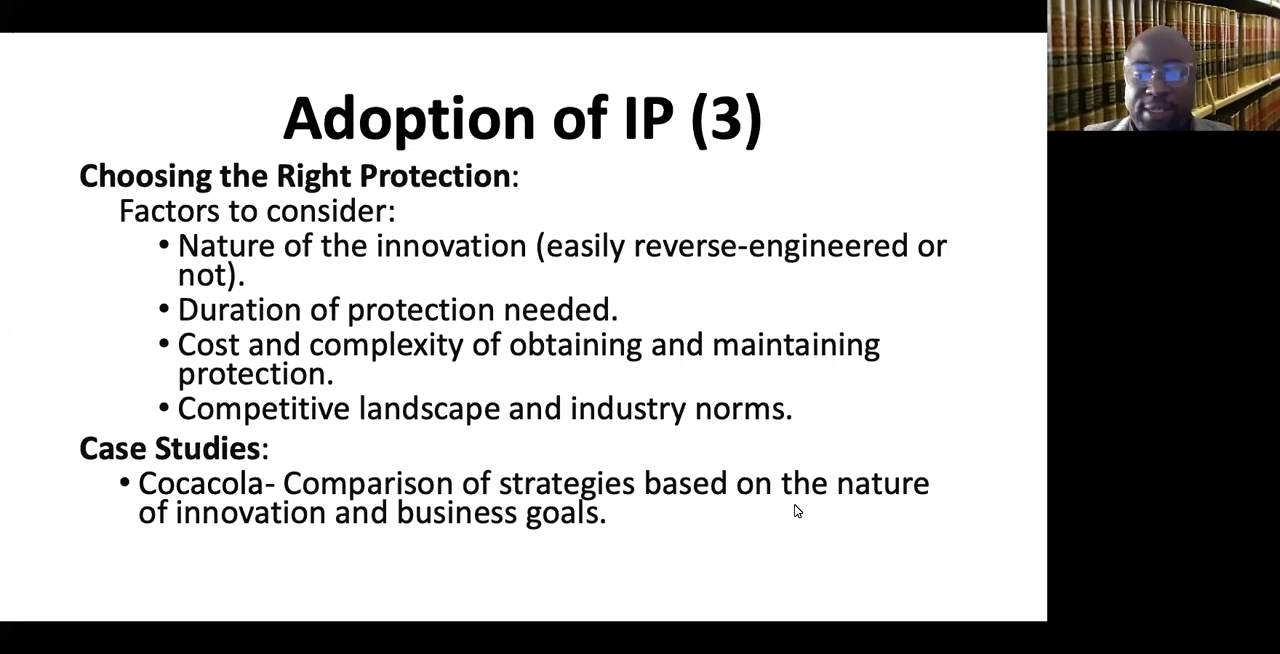 Adoption of IP (3)
Choosing the Right Protection:
Factors to consider:
• Nature of the innovation (easily reverse-engineered or
not).
• Duration of protection needed.
• Cost and complexity of obtaining and maintaining
protection.
• Competitive landscape and industry norms.
Case Studies:
• Cocacola- Comparison of strategies based on the nature
of innovation and business goals.